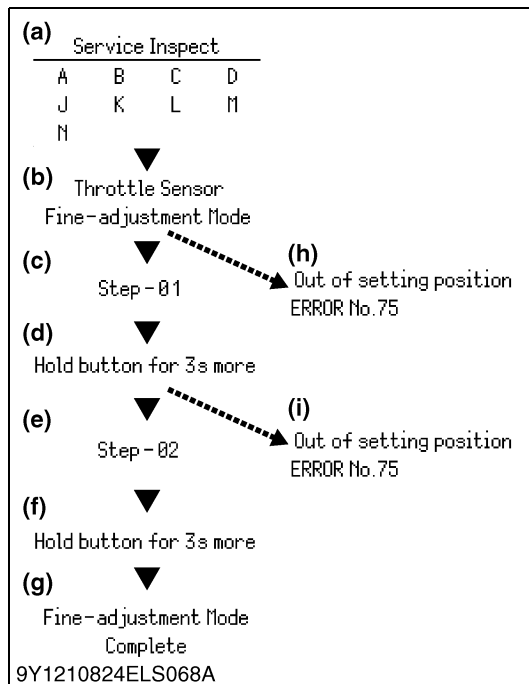 (a)
Service Inspect
A B C D
J K L M
N
(b)
Throttle Sensor
Fine-adjustment Mode
(c)
(h)
Step-01
Out of setting position
ERROR No.75
(d)
Hold button for 3s more
(e)
(i)
Step-02
Out of setting position
ERROR No.75
(f)
Hold button for 3s more
(g)
Fine-adjustment Mode
Complete
9Y1210824ELS068A